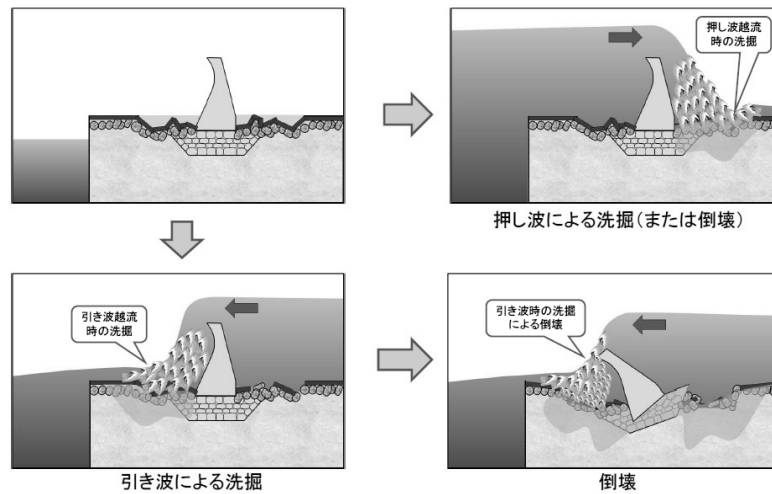 押し波越流
時の洗掘
押し波による洗掘(または倒壊)
引き波越流
時の洗掘
引き波による洗掘
引き波時の洗掘
による倒壊
倒壊